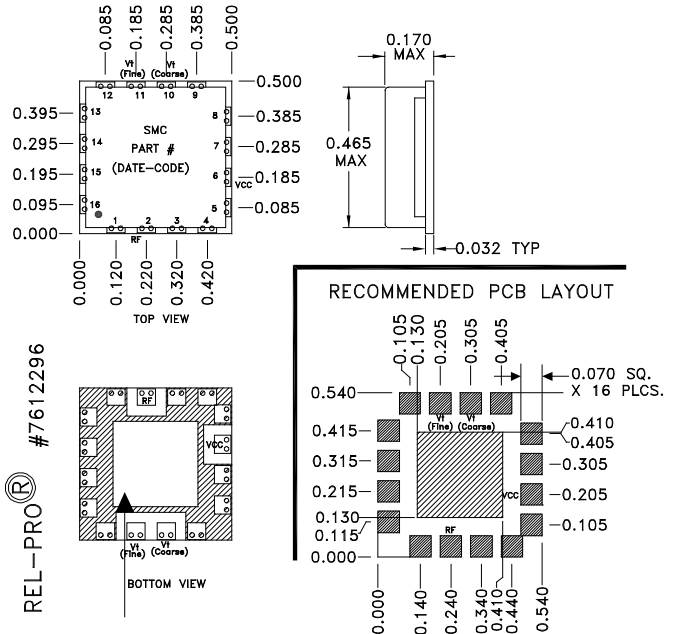 0.085
0.185
0.285
0.385
0.500
Vt
(Fine)
Vt
(Coarse)
12
11
10
9
0.500
0.395
0.295
0.195
0.095
0.000
13
14
15
16
SMC
PART #
(DATE-CODE)
8
7
6
VCC
5
0.385
0.285
0.185
0.085
1
2
3
4
RF
0.000
0.120
0.220
0.320
0.420
TOP VIEW
0.170
MAX
0.465
MAX
0.032 TYP
REL-PRO®
#7612296
RF
VCC
Vt
(Fine)
Vt
(Coarse)
BOTTOM VIEW
RECOMMENDED PCB LAYOUT
0.105
0.130
0.205
0.305
0.405
0.070 SQ.
X 16 PLCS.
0.540
0.415
0.315
0.215
0.130
0.115
0.000
Vt
(Fine)
Vt
(Coarse)
VCC
RF
0.410
0.405
0.305
0.205
0.105
0.000
0.140
0.240
0.340
0.410
0.440
0.540